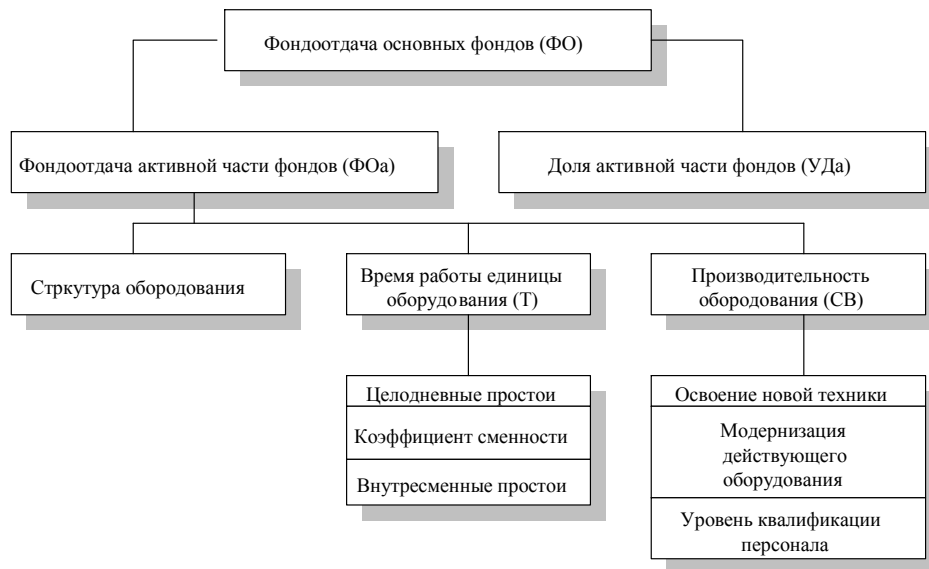 Фондоотдача основных фондов (ФО)
Фондоотдача активной части фондов (ФОа)
Доля активной части фондов (УДа)
Стркутура обородования
Время работы единицы
оборудования (Т)
Производительность
обородования (СВ)
Целодневные простои
Коэффициент сменности
Внутресменные простои
Освоение новой техники
Модернизация
действующего
оборудования
Уровень квалификации
персонала